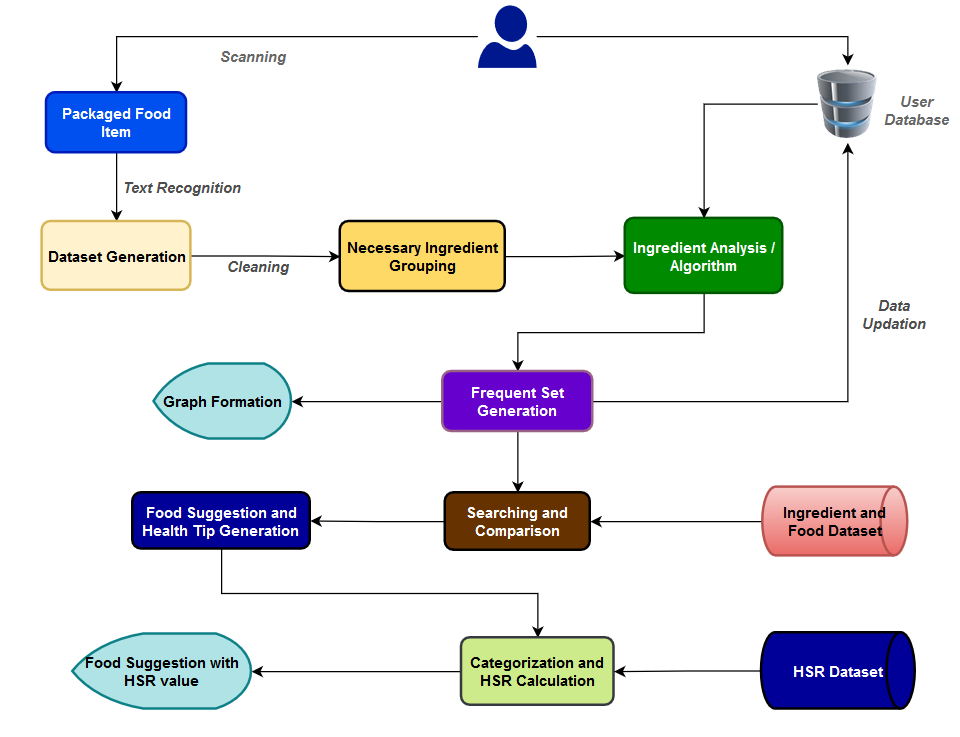 Scanning
Packaged Food
Item
User
Database
Text Recognition
Dataset Generation
Cleaning
Necessary Ingredient
Grouping
Ingredient Analysis /
Algorithm
Data
Updation
Graph Formation
Frequent Set
Generation
Food Suggestion and
Health Tip Generation
Searching and
Comparison
Ingredient and
Food Dataset
Food Suggestion with
HSR value
Categorization and
HSR Calculation
HSR Dataset